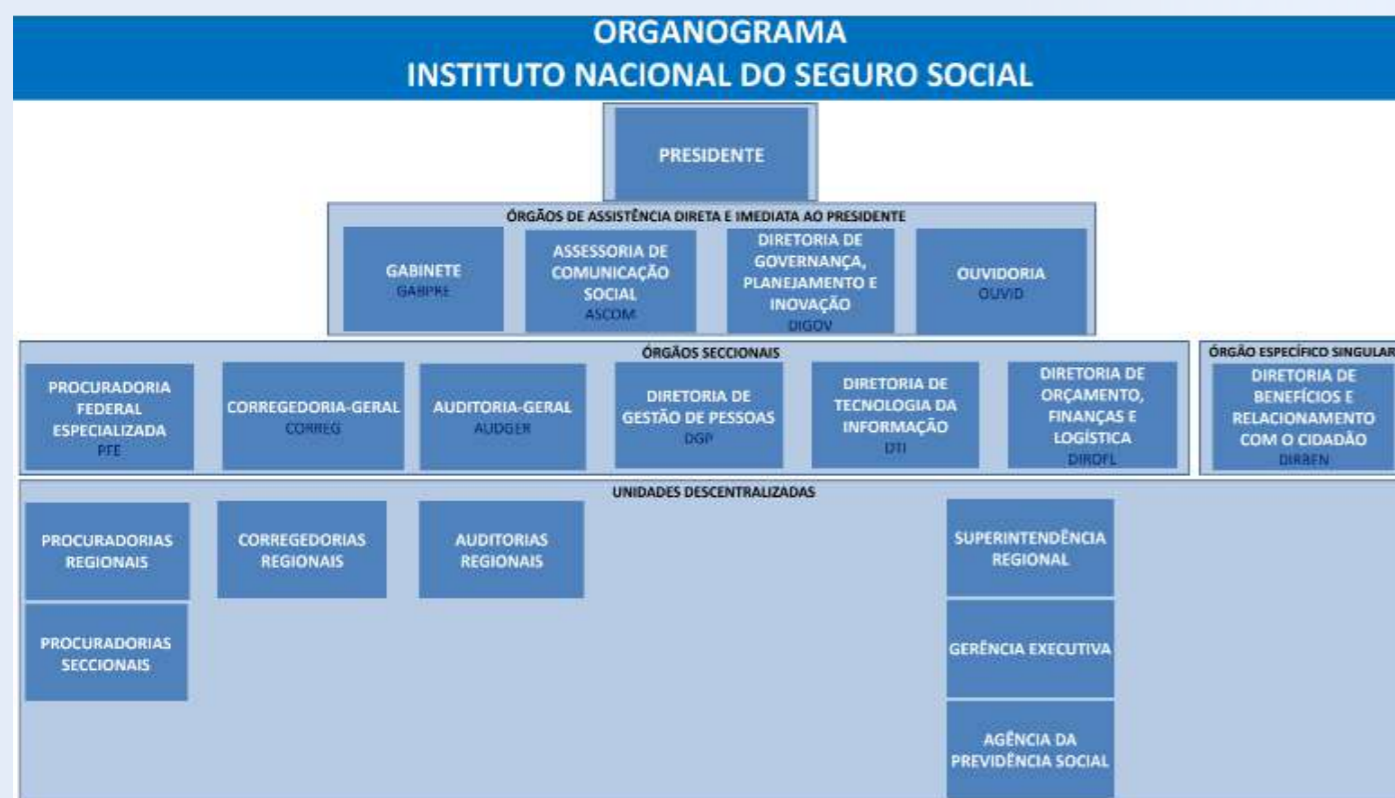 ORGANOGRAMA
INSTITUTO NACIONAL DO SEGURO SOCIAL
PRESIDENTE
ÓRGÃOS DE ASSISTÊNCIA DIRETA E IMEDIATA AO PRESIDENTE
GABINETE
GABPRE
ASSESSORIA DE
COMUNICAÇÃO
SOCIAL
ASCOM
DIRETORIA DE
GOVERNANÇA,
PLANEJAMENTO E
INOVAÇÃO
DIGOV
OUVIDORIA
OUVID
ÓRGÃOS SECCIONAIS
PROCURADORIA
FEDERAL
ESPECIALIZADA
PFE
CORREGEDORIA-GERAL
CORREG
AUDITORIA-GERAL
AUDGER
DIRETORIA DE
GESTÃO DE PESSOAS
DGP
DIRETORIA DE
TECNOLOGIA DA
INFORMAÇÃO
DTI
DIRETORIA DE
ORÇAMENTO,
FINANÇAS E
LOGÍSTICA
DIROFL
ÓRGÃO ESPECÍFICO SINGULAR
DIRETORIA DE
BENEFÍCIOS E
RELACIONAMENTO
COM O CIDADÃO
DIRBEN
UNIDADES DESCENTRALIZADAS
PROCURADORIAS
REGIONAIS
CORREGEDORIAS
REGIONAIS
AUDITORIAS
REGIONAIS
SUPERINTENDÊNCIA
REGIONAL
PROCURADORIAS
SECCIONAIS
GERÊNCIA EXECUTIVA
AGÊNCIA DA
PREVIDÊNCIA SOCIAL